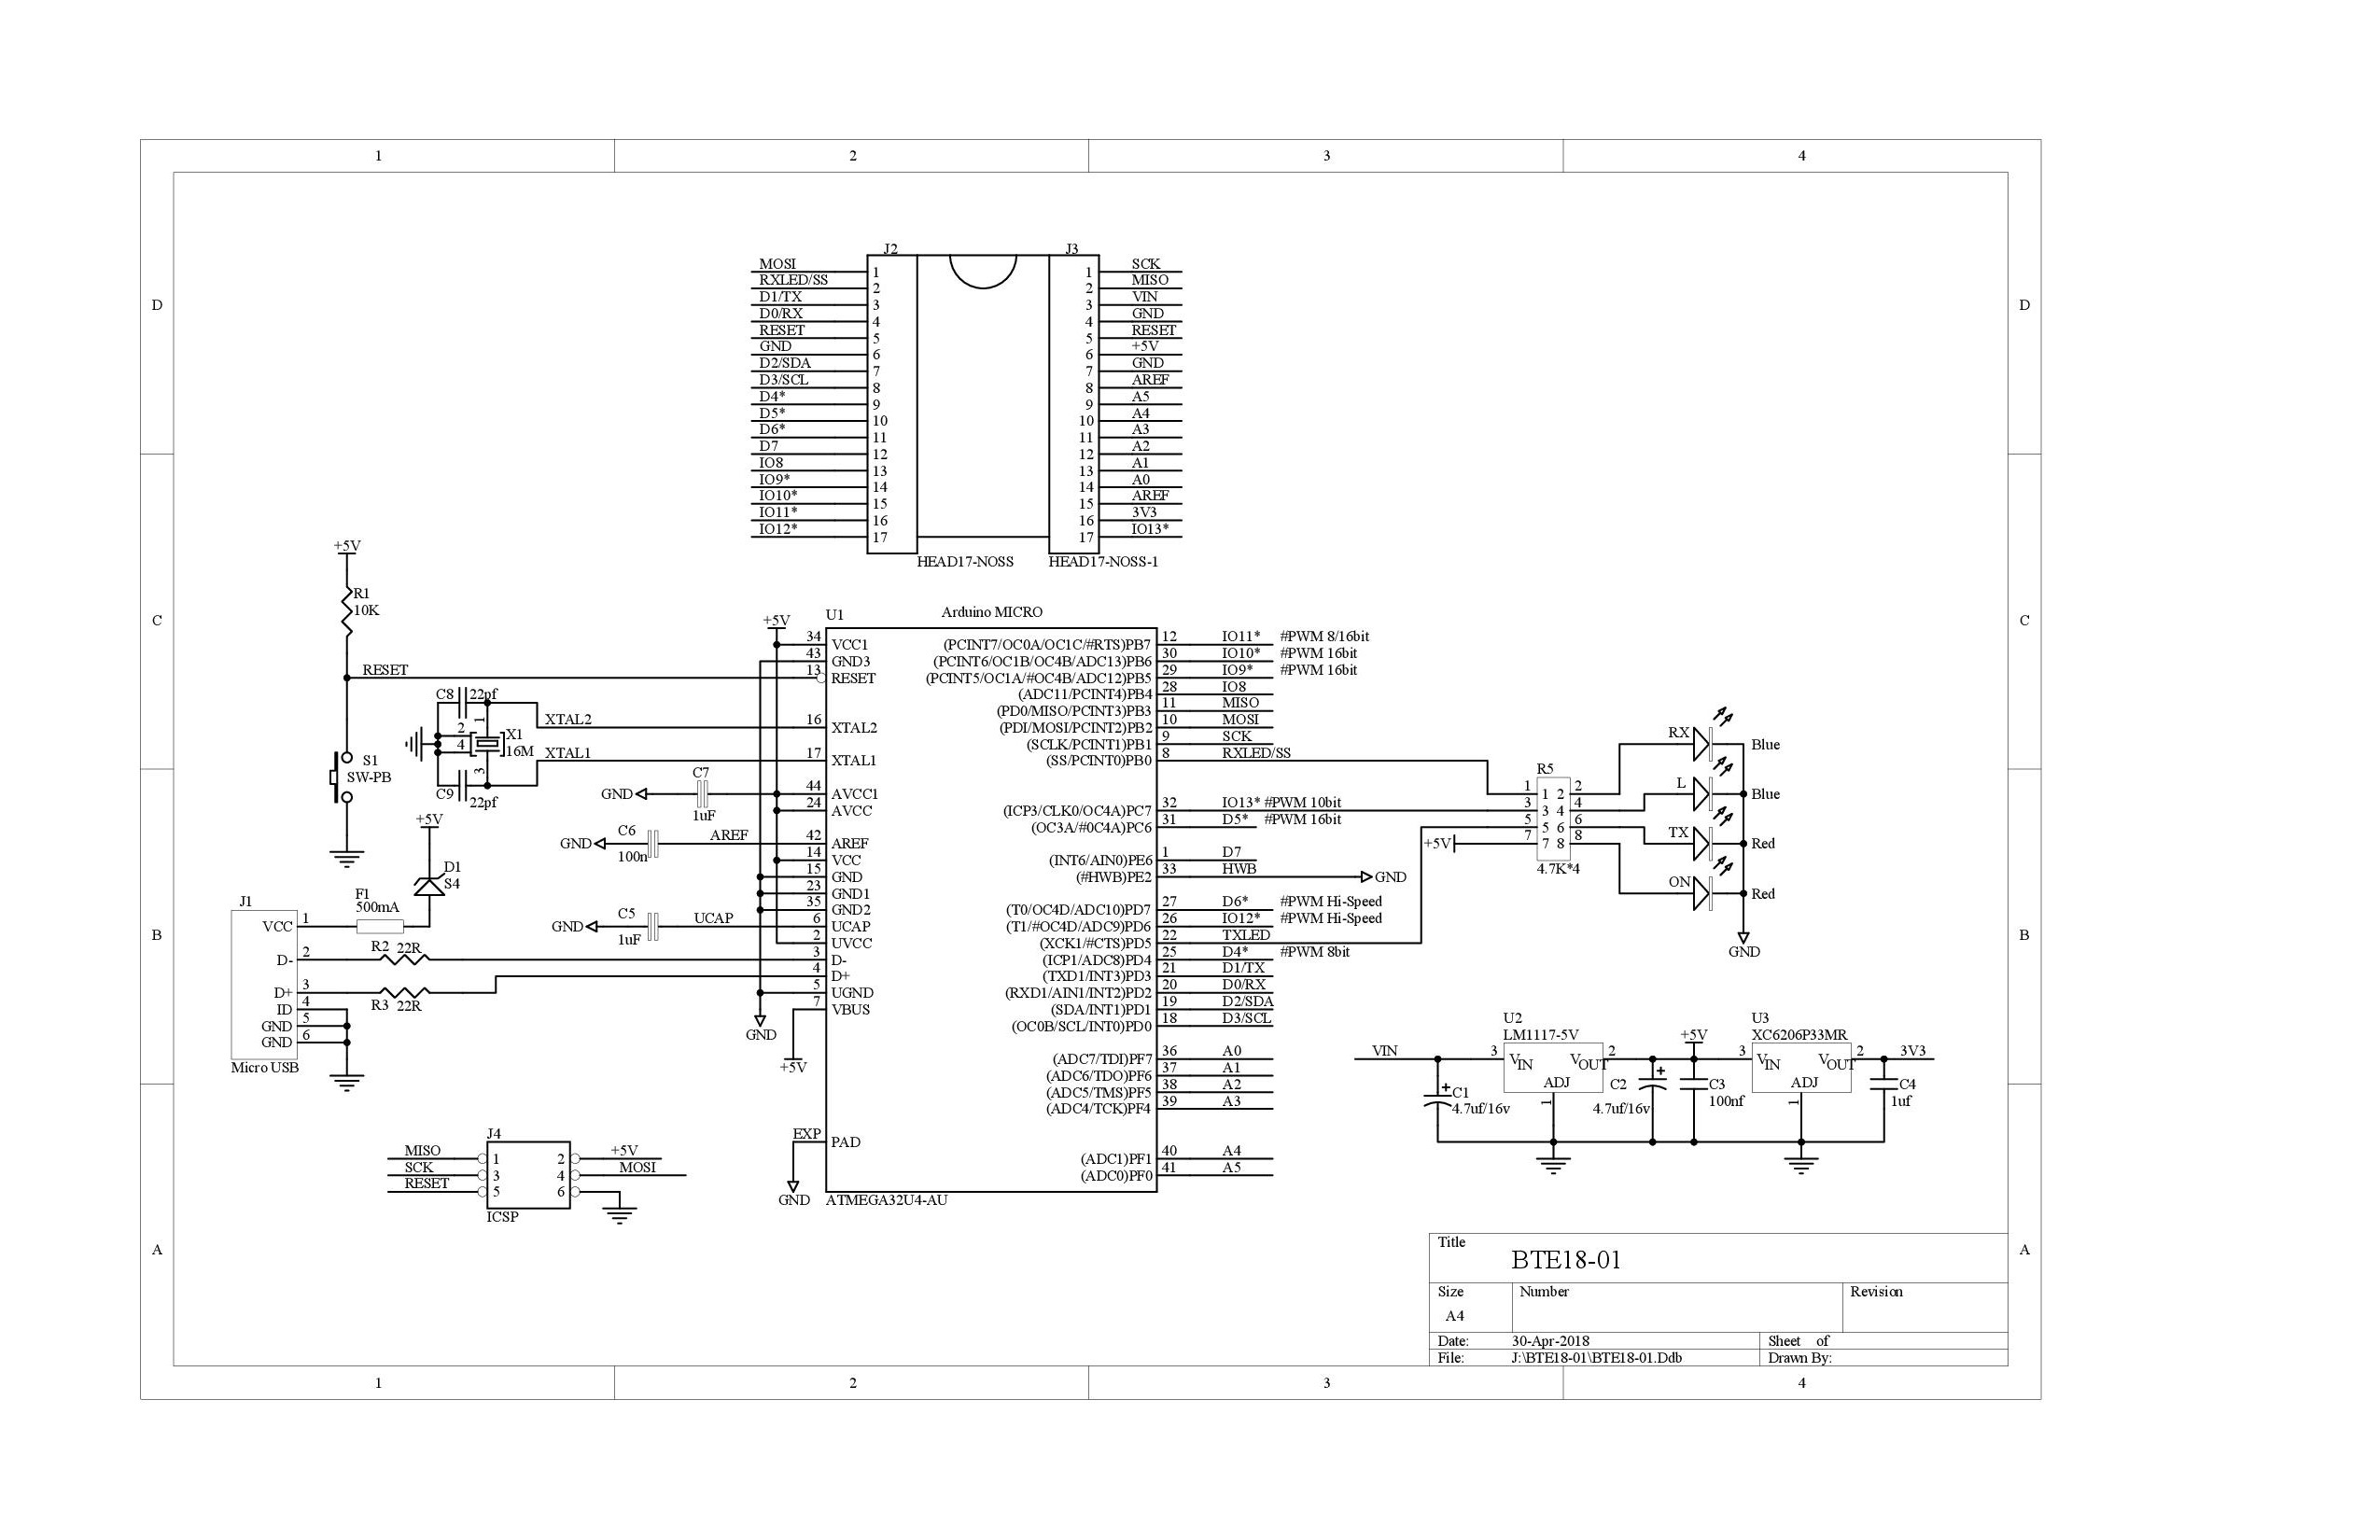 1 2 3 4
D D
J2 J3
MOSI 1 1 SCK
RXLED/SS 2 2 MISO
D1/TX 3 3 VIN
D0/RX 4 4 GND
RESET 5 5 RESET
GND 6 6 +5V
D2/SDA 7 7 GND
D3/SCL 8 8 AREF
D4* 9 9 A5
D5* 10 10 A4
D6* 11 11 A3
D7 12 12 A2
IO8 13 13 A1
IO9* 14 14 A0
IO10* 15 15 AREF
IO11* 16 16 3V3
IO12* 17 17 IO13*
HEAD17-NOSS HEAD17-NOSS-1
C C
+5V
R1
10K
RESET
S1
SW-PB
C8 22pf
1
2
4
3
X1
16M
C9 22pf
XTAL2
XTAL1
C7
GND
1uF
C6
GND AREF
100n
C5
GND UCAP
1uF
+5V
D1
S4
F1
500mA
J1
VCC 1
D- 2
R2 22R
D+ 3
R3 22R
ID 4
GND 5
GND 6
Micro USB
U1 Arduino MICRO
+5V
34 VCC1
43 GND3
13 RESET
16 XTAL2
17 XTAL1
44 AVCC1
24 AVCC
42 AREF
14 VCC
15 GND
23 GND1
35 GND2
6 UCAP
2 UVCC
3 D-
4 D+
5 UGND
7 VBUS
GND
+5V
EXP PAD
GND
ATMEGA32U4-AU
(PCINT7/OC0A/OC1C/#RTS)PB7 12 IO11* #PWM 8/16bit
(PCINT6/OC1B/OC4B/ADC13)PB6 30 IO10* #PWM 16bit
(PCINT5/OC1A/#OC4B/ADC12)PB5 29 IO9* #PWM 16bit
(ADC11/PCINT4)PB4 28 IO8
(PD0/MISO/PCINT3)PB3 11 MISO
(PDI/MOSI/PCINT2)PB2 10 MOSI
(SCLK/PCINT1)PB1 9 SCK
(SS/PCINT0)PB0 8 RXLED/SS
(ICP3/CLK0/OC4A)PC7 32 IO13* #PWM 10bit
(OC3A/#0C4A)PC6 31 D5* #PWM 16bit
(INT6/AIN0)PE6 1 D7
(#HWB)PE2 33 HWB GND
(T0/OC4D/ADC10)PD7 27 D6* #PWM Hi-Speed
(T1/#OC4D/ADC9)PD6 26 IO12* #PWM Hi-Speed
(XCK1/#CTS)PD5 22 TXLED
(ICP1/ADC8)PD4 25 D4* #PWM 8bit
(TXD1/INT3)PD3 21 D1/TX
(RXD1/AIN1/INT2)PD2 20 D0/RX
(SDA/INT1)PD1 19 D2/SDA
(OC0B/SCL/INT0)PD0 18 D3/SCL
(ADC7/TDI)PF7 36 A0
(ADC6/TDO)PF6 37 A1
(ADC5/TMS)PF5 38 A2
(ADC4/TCK)PF4 39 A3
(ADC1)PF1 40 A4
(ADC0)PF0 41 A5
R5
1 1 2 2
3 3 4 4
5 5 6 6
+5V 7 7 8 8
4.7K*4
RX Blue
L Blue
TX Red
ON Red
GND
B B
J4
MISO 1 2 +5V
SCK 3 4 MOSI
RESET 5 6
ICSP
U2 +5V U3
LM1117-5V XC6206P33MR
VIN 3 VIN VOUT 2 3 VIN VOUT 2 3V3
ADJ ADJ
1 1
+ C1
4.7uf/16v
C2 +
4.7uf/16v
C3
100nf
C4
1uf
A A
Title
BTE18-01
Size Number Revision
A4
Date: 30-Apr-2018 Sheet of
File: J:\BTE18-01\BTE18-01.Ddb Drawn By:
1 2 3 4